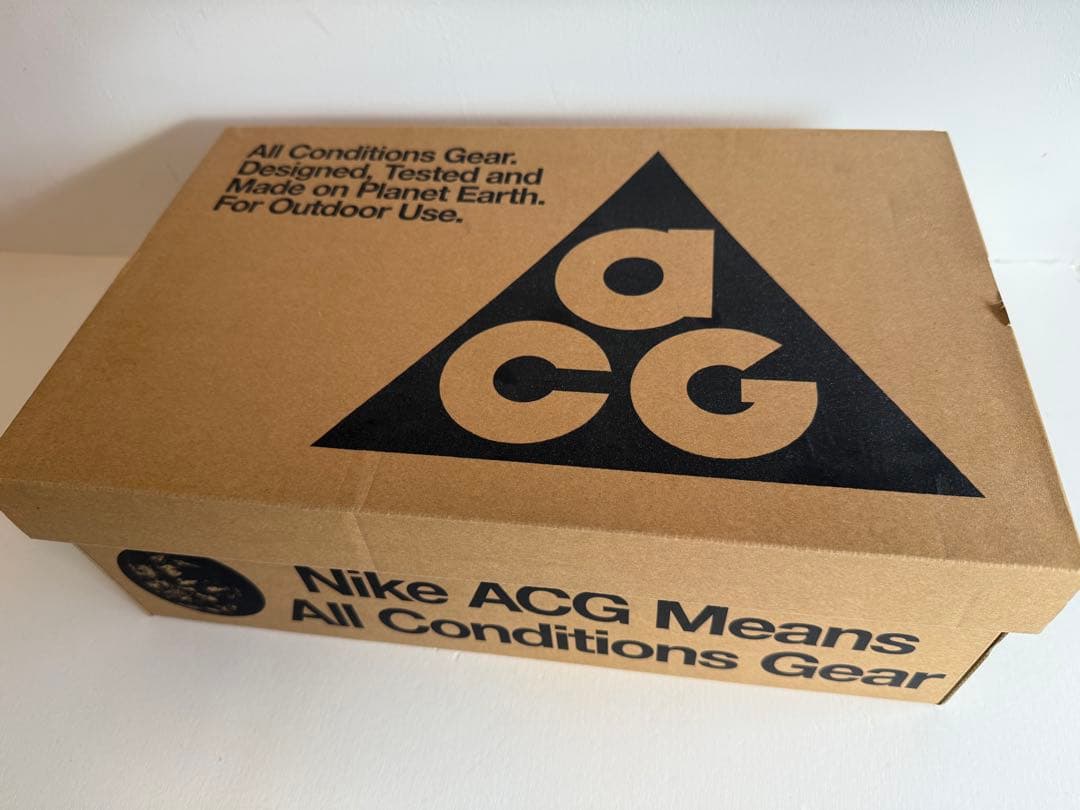 All Conditions Gear.
Designed, Tested and
Made on Planet Earth.
For Outdoor Use.
a
CG
Nike ACG Means
All Conditions Gear